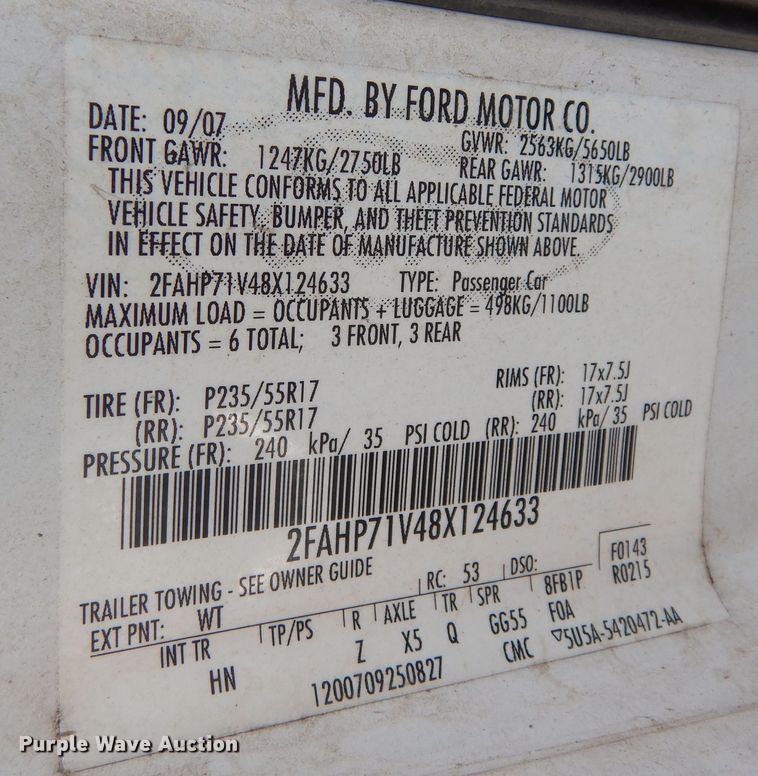 MFD. BY FORD MOTOR CO.
DATE: 09/07 GVWR: 2563KG/5650LB
FRONT GAWR: 1247KG/2750LB REAR GAWR: 1315KG/2900LB
THIS VEHICLE CONFORMS TO ALL APPLICABLE FEDERAL MOTOR
VEHICLE SAFETY, BUMPER, AND THEFT PREVENTION STANDARDS
IN EFFECT ON THE DATE OF MANUFACTURE SHOWN ABOVE.
VIN: 2FAHP71V48X124633 TYPE: Passenger Car
MAXIMUM LOAD = OCCUPANTS + LUGGAGE = 498KG/1100LB
OCCUPANTS = 6 TOTAL; 3 FRONT, 3 REAR
TIRE (FR): P235/55R17 RIMS (FR): 17x7.5J
(RR): P235/55R17 (RR): 17x7.5J
PRESSURE (FR): 240 kPa/ 35 PSI COLD (RR): 240 kPa/ 35 PSI COLD
2FAHP71V48X124633
TRAILER TOWING - SEE OWNER GUIDE
EXT PNT: WT RC: 53 DSO: F0143
INT TR TP/PS R AXLE TR SPR 8FB1P R0215
HN Z X5 Q GG55 FOA
1200709250827 CMC ▽5U5A-5420472-AA
Purple Wave Auction